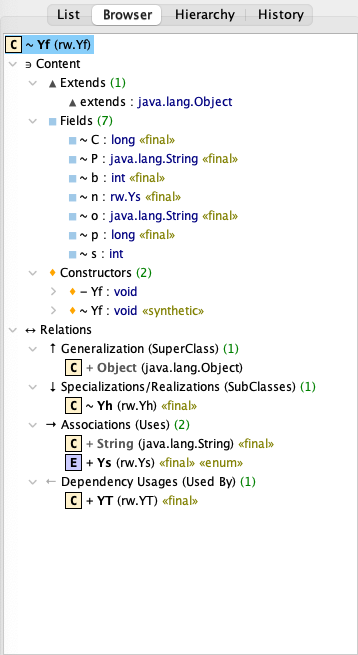 List Browser Hierarchy History
C ~ Yf (rw.Yf)
Content
Extends (1)
extends : java.lang.Object
Fields (7)
~ C : long «final»
~ P : java.lang.String «final»
~ b : int «final»
~ n : rw.Ys «final»
~ o : java.lang.String «final»
~ p : long «final»
~ s : int
Constructors (2)
− Yf : void
~ Yf : void «synthetic»
↔ Relations
↑ Generalization (SuperClass) (1)
C + Object (java.lang.Object)
↓ Specializations/Realizations (SubClasses) (1)
C ~ Yh (rw.Yh) «final»
→ Associations (Uses) (2)
C + String (java.lang.String) «final»
E + Ys (rw.Ys) «final» «enum»
← Dependency Usages (Used By) (1)
C + YT (rw.YT) «final»